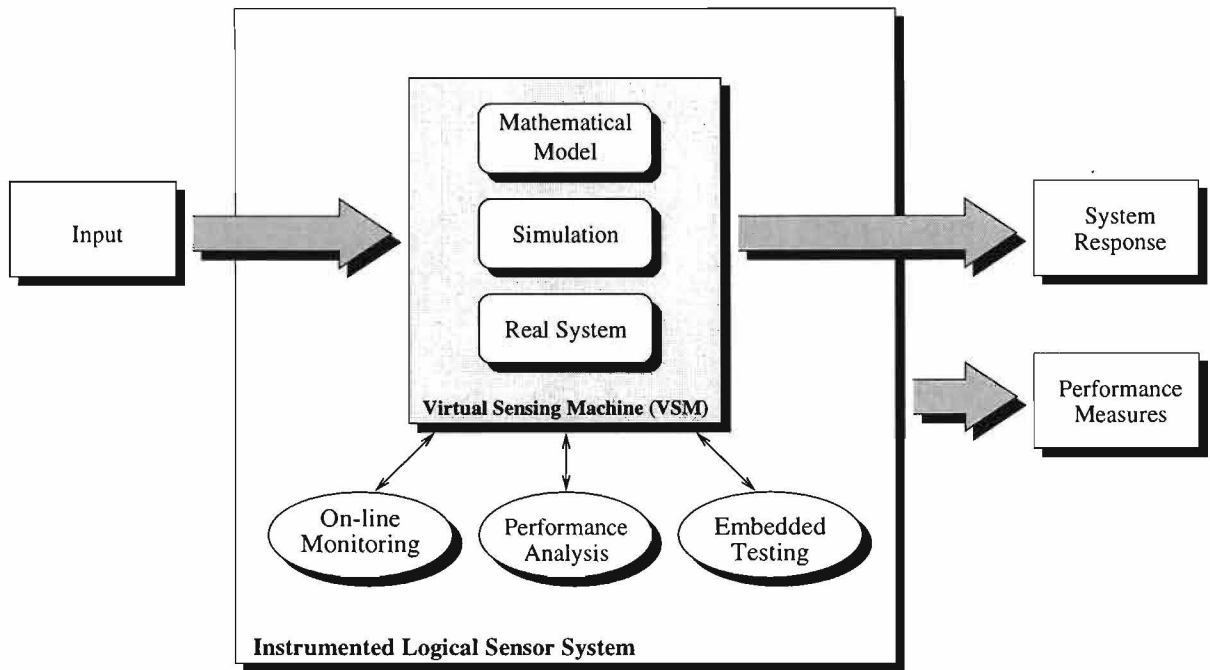 Mathematical
Model
Input
Simulation
System
Response
Real System
Virtual Sensing Machine (VSM)
Performance
Measures
On-line
Monitoring
Performance
Analysis
Embedded
Testing
Instrumented Logical Sensor System